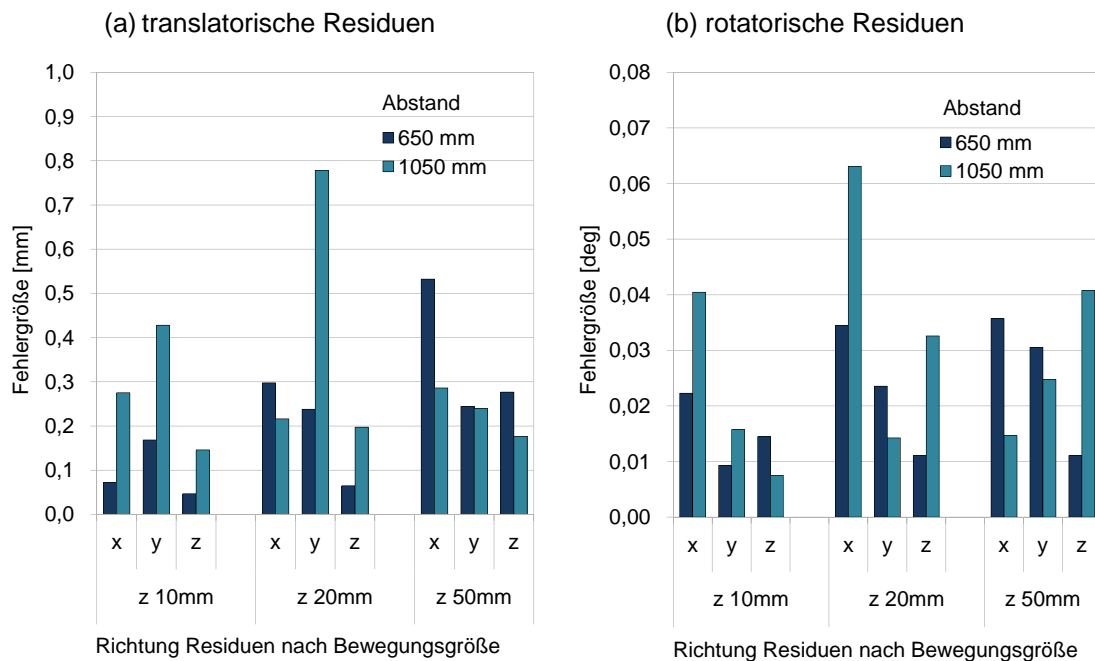 (a) translatorische Residuen
1,0
0,9
0,8
0,7
0,6
0,5
0,4
0,3
0,2
0,1
0,0
Fehlergröße [mm]
Abstand
650 mm
1050 mm
x y z x y z x y z
z 10mm z 20mm z 50mm
Richtung Residuen nach Bewegungsgröße
(b) rotatorische Residuen
0,08
0,07
0,06
0,05
0,04
0,03
0,02
0,01
0,00
Fehlergröße [deg]
Abstand
650 mm
1050 mm
x y z x y z x y z
z 10mm z 20mm z 50mm
Richtung Residuen nach Bewegungsgröße